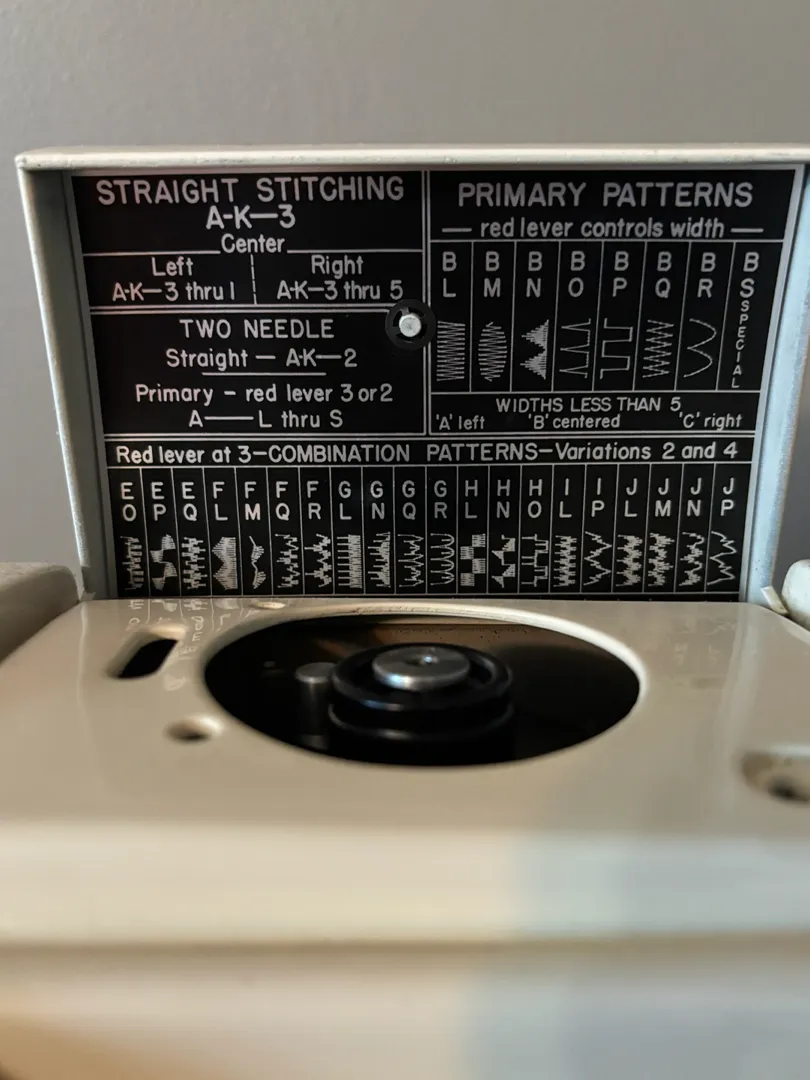 STRAIGHT STITCHING
A-K—3
Center
Left
A-K—3 thru 1
Right
A-K—3 thru 5
TWO NEEDLE
Straight — A-K—2
Primary — red lever 3 or 2
A—L thru S
PRIMARY PATTERNS
— red lever controls width —
B B B B B B B B
L M N O P Q R S
SPECIAL
WIDTHS LESS THAN 5
'A' left 'B' centered 'C' right
Red lever at 3—COMBINATION PATTERNS—Variations 2 and 4
E E E F F F F G G G G H H H I I J J J J
O P Q L M Q R L N Q R L N O L P L M N P